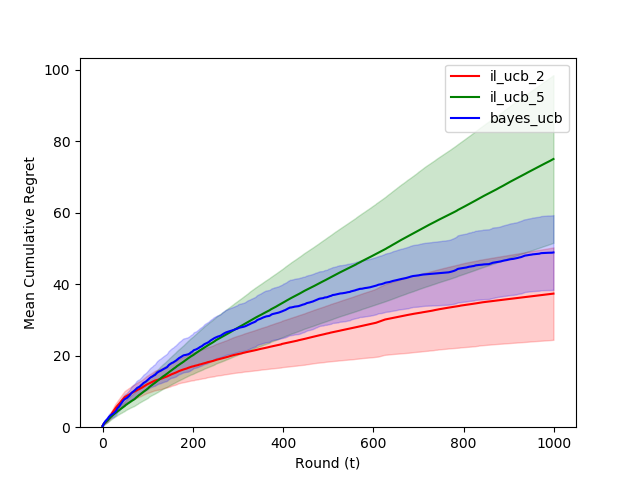 100
80
60
40
20
0
Mean Cumulative Regret
il_ucb_2
il_ucb_5
bayes_ucb
0 200 400 600 800 1000
Round (t)